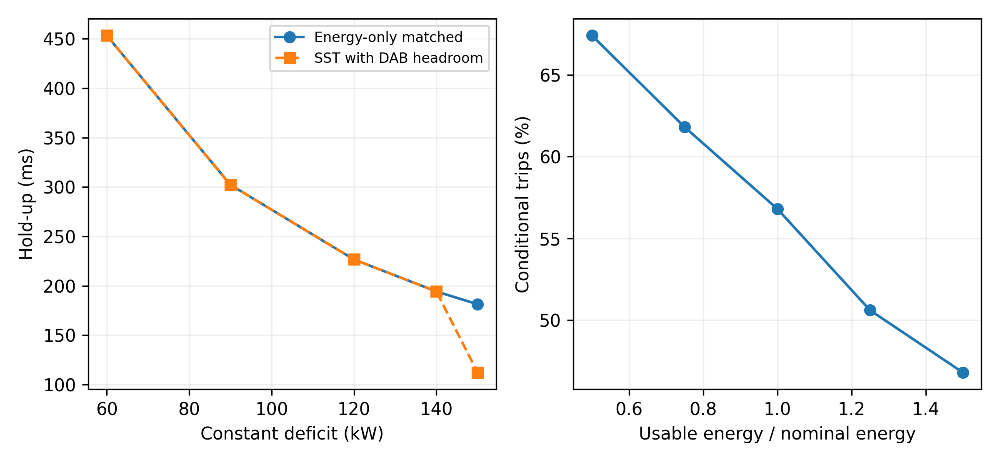 450
400
350
300
250
200
150
100
Hold-up (ms)
Energy-only matched
SST with DAB headroom
60 80 100 120 140
Constant deficit (kW)
65
60
55
50
Conditional trips (%)
0.6 0.8 1.0 1.2 1.4
Usable energy / nominal energy